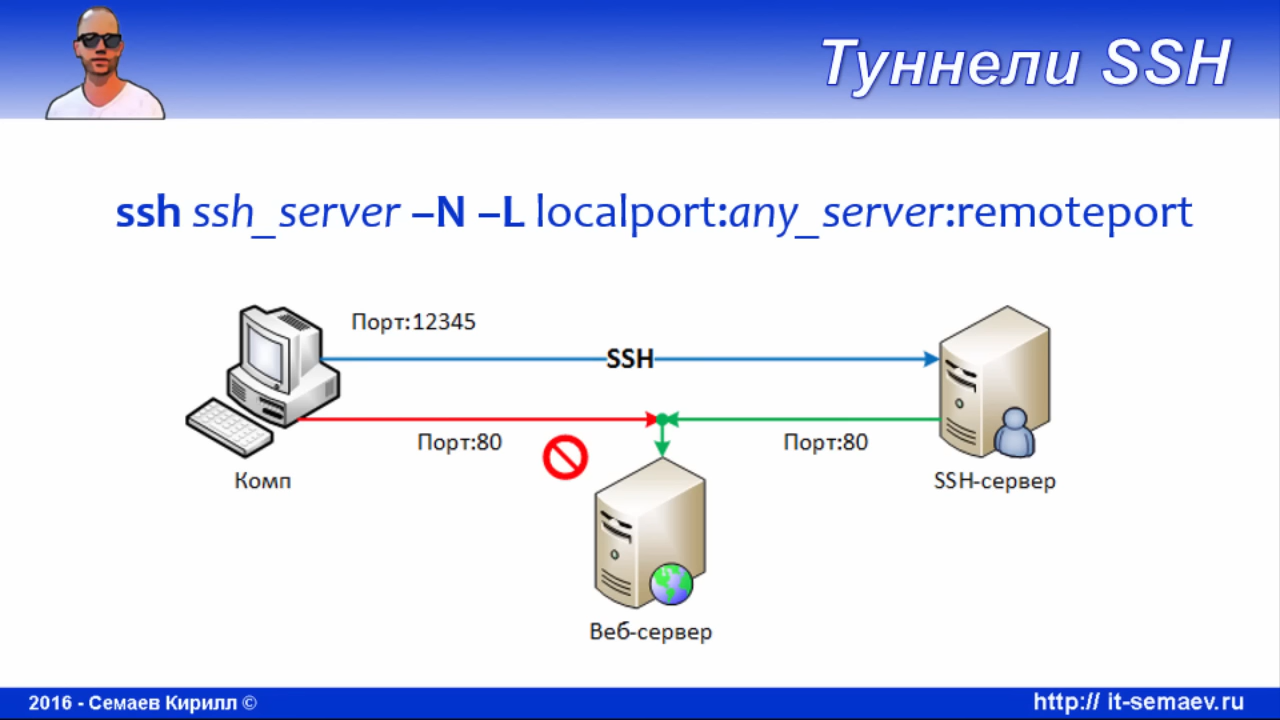 Туннели SSH
ssh ssh_server –N –L localport:any_server:remoteport
Порт:12345
SSH
Порт:80
Порт:80
Комп
SSH-сервер
Веб-сервер
2016 - Семаев Кирилл ©
http:// it-semaev.ru